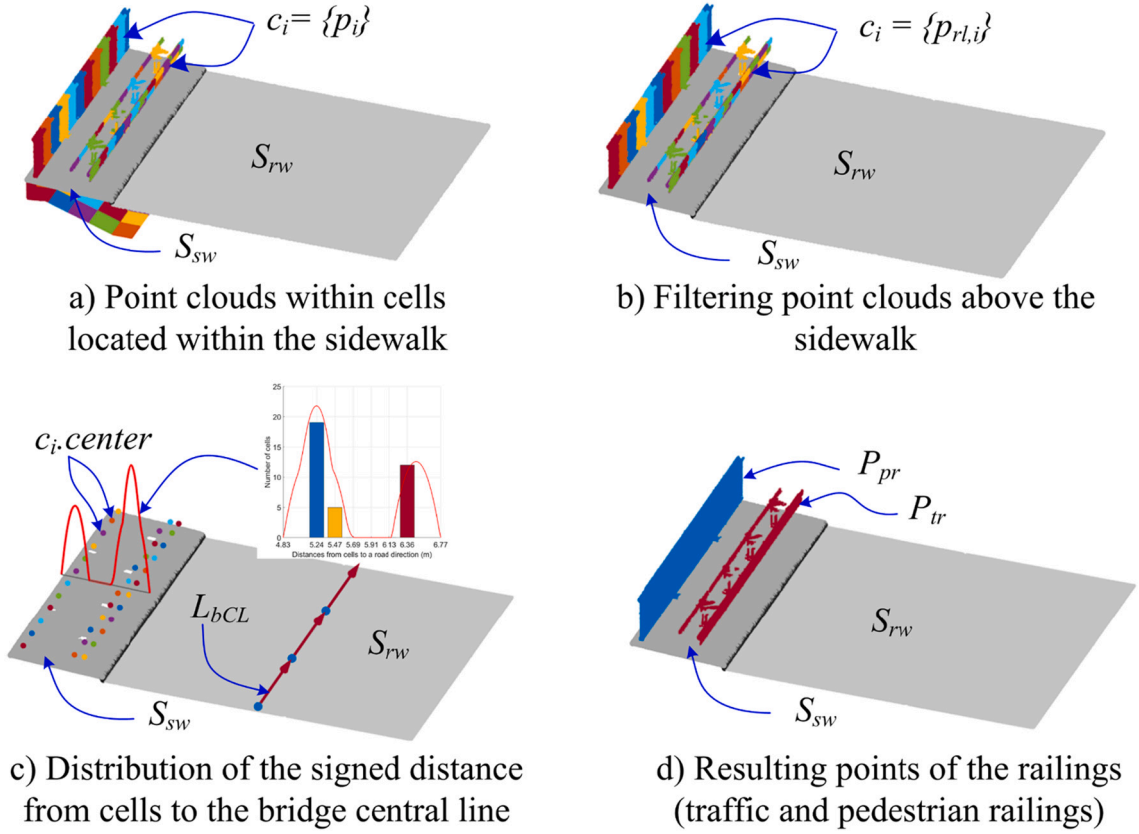 c_i = {p_i}
S_rw
S_sw
a) Point clouds within cells
located within the sidewalk
c_i = {p_rl,i}
S_rw
S_sw
b) Filtering point clouds above the
sidewalk
c_i.center
Number of cells
25
20
15
10
5
0
4.83 5.24 5.47 5.69 5.91 6.13 6.36 6.77
Distances from cells to a road direction (m)
L_bCL
S_rw
S_sw
c) Distribution of the signed distance
from cells to the bridge central line
P_pr
P_tr
S_rw
S_sw
d) Resulting points of the railings
(traffic and pedestrian railings)